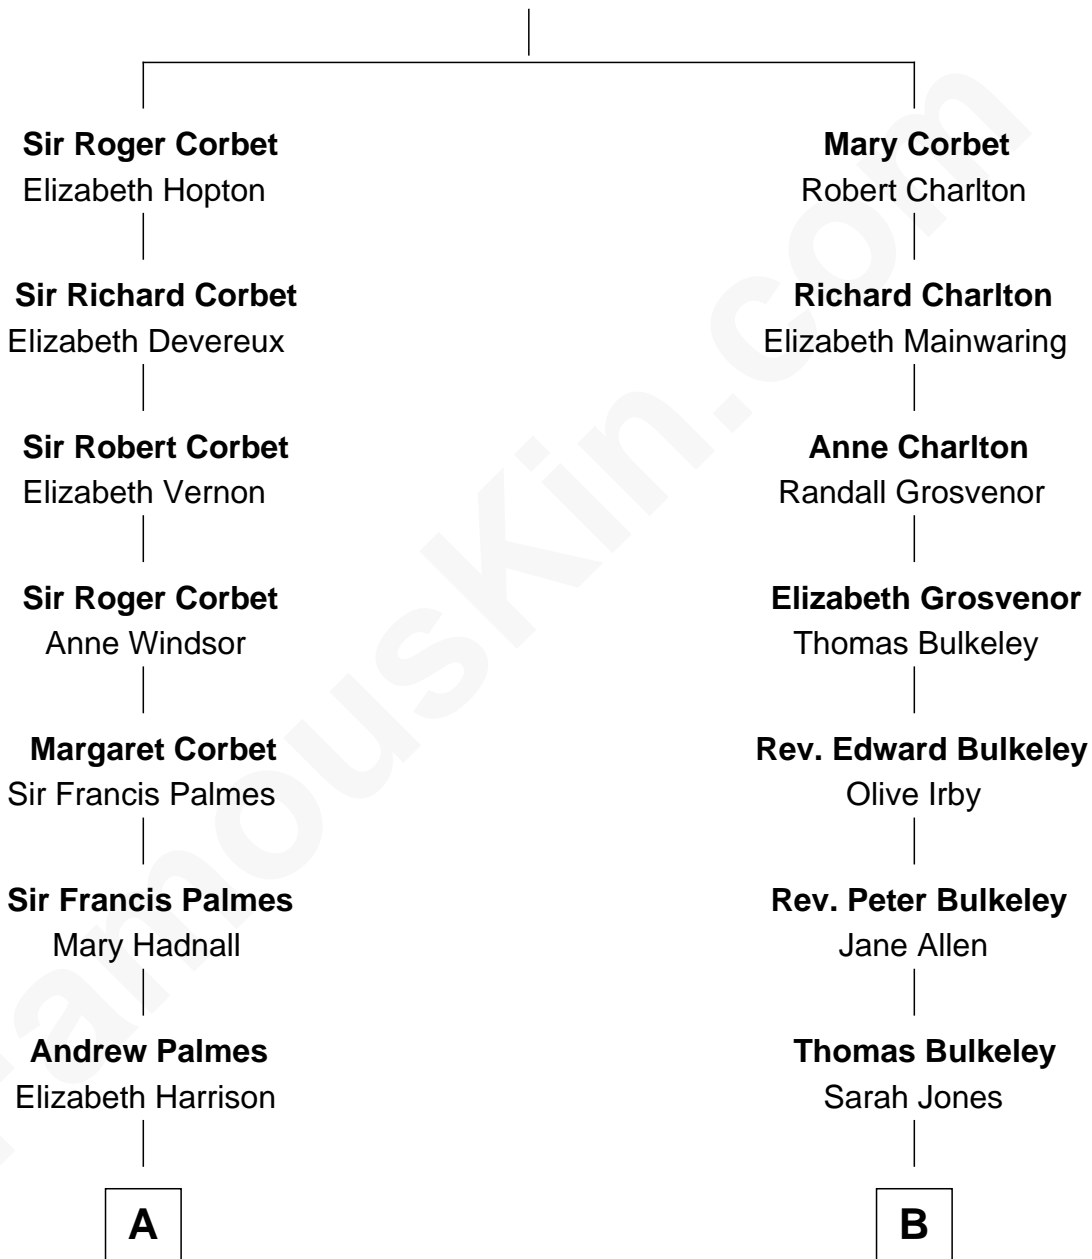 Sir Roger Corbet
Elizabeth Hopton
Sir Richard Corbet
Elizabeth Devereux
Sir Robert Corbet
Elizabeth Vernon
Sir Roger Corbet
Anne Windsor
Margaret Corbet
Sir Francis Palmes
Sir Francis Palmes
Mary Hadnall
Andrew Palmes
Elizabeth Harrison
A
Mary Corbet
Robert Charlton
Richard Charlton
Elizabeth Mainwaring
Anne Charlton
Randall Grosvenor
Elizabeth Grosvenor
Thomas Bulkeley
Rev. Edward Bulkeley
Olive Irby
Rev. Peter Bulkeley
Jane Allen
Thomas Bulkeley
Sarah Jones
B
FamousKin.com